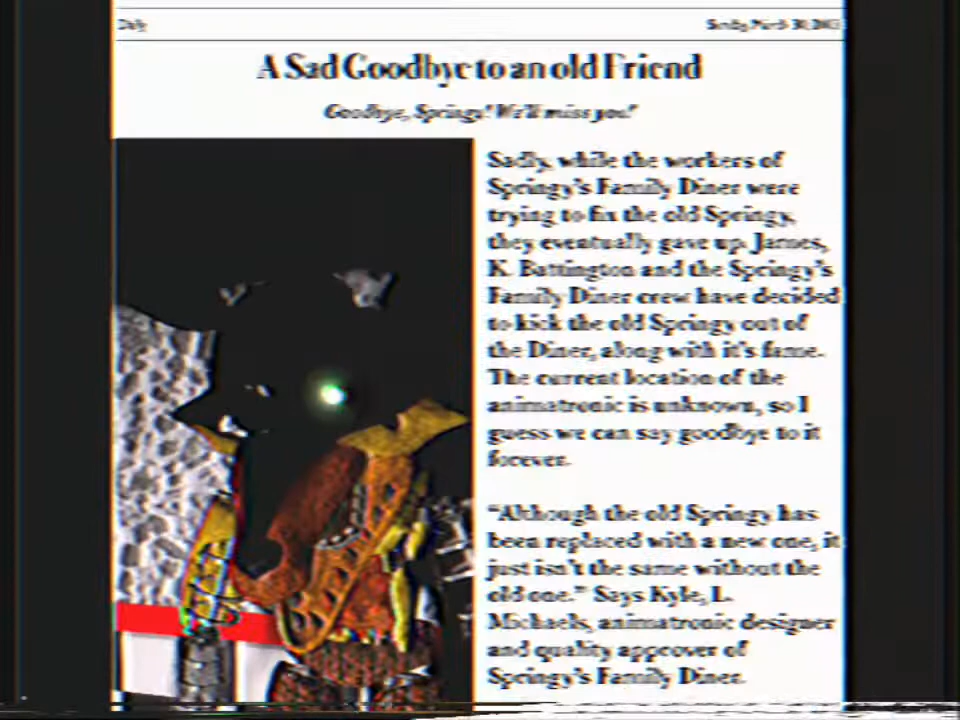 Daily
Sunday, March 30,
A Sad Goodbye to an old Friend
Goodbye, Springy! We'll miss you!
Sadly, while the workers of
Springy's Family Diner were
trying to fix the old Springy,
they eventually gave up. James,
K. Battington and the Springy's
Family Diner crew have decided
to kick the old Springy out of
the Diner, along with it's fame.
The current location of the
animatronic is unknown, so I
guess we can say goodbye to it
forever.
"Although the old Springy has
been replaced with a new one, it
just isn't the same without the
old one." Says Kyle, L.
Michaels, animatronic designer
and quality approver of
Springy's Family Diner.